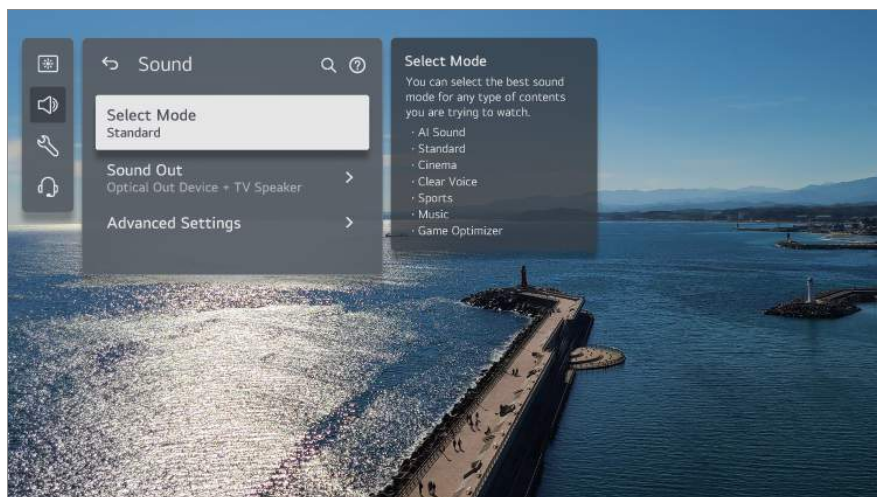 Sound
Select Mode
Standard
Sound Out
Optical Out Device + TV Speaker
Advanced Settings
Select Mode
You can select the best sound
mode for any type of contents
you are trying to watch.
· AI Sound
· Standard
· Cinema
· Clear Voice
· Sports
· Music
· Game Optimizer